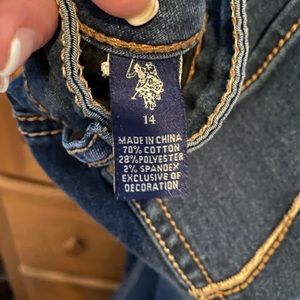 14
MADE IN CHINA
70% COTTON
28% POLYESTER
2% SPANDEX
EXCLUSIVE OF
DECORATION